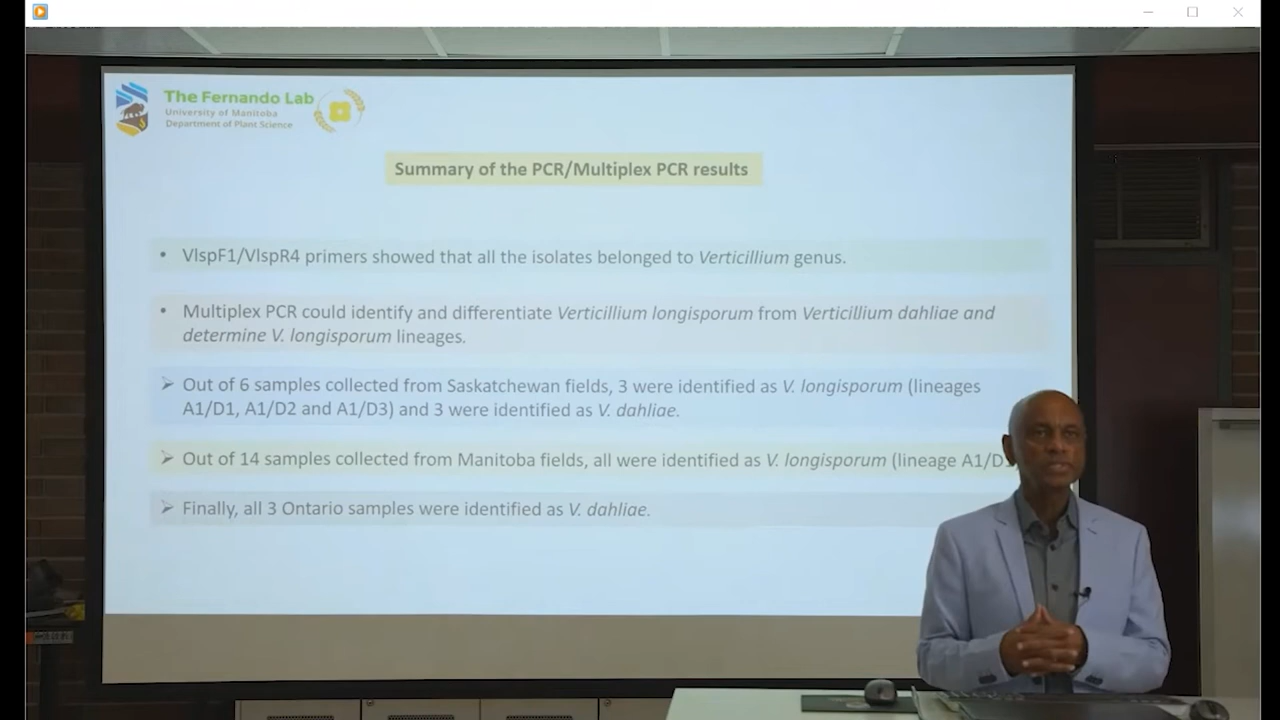 The Fernando Lab
University of Manitoba
Department of Plant Science
Summary of the PCR/Multiplex PCR results
• VlspF1/VlspR4 primers showed that all the isolates belonged to Verticillium genus.
• Multiplex PCR could identify and differentiate Verticillium longisporum from Verticillium dahliae and
determine V. longisporum lineages.
➢ Out of 6 samples collected from Saskatchewan fields, 3 were identified as V. longisporum (lineages
A1/D1, A1/D2 and A1/D3) and 3 were identified as V. dahliae.
➢ Out of 14 samples collected from Manitoba fields, all were identified as V. longisporum (lineage
➢ Finally, all 3 Ontario samples were identified as V. dahliae.